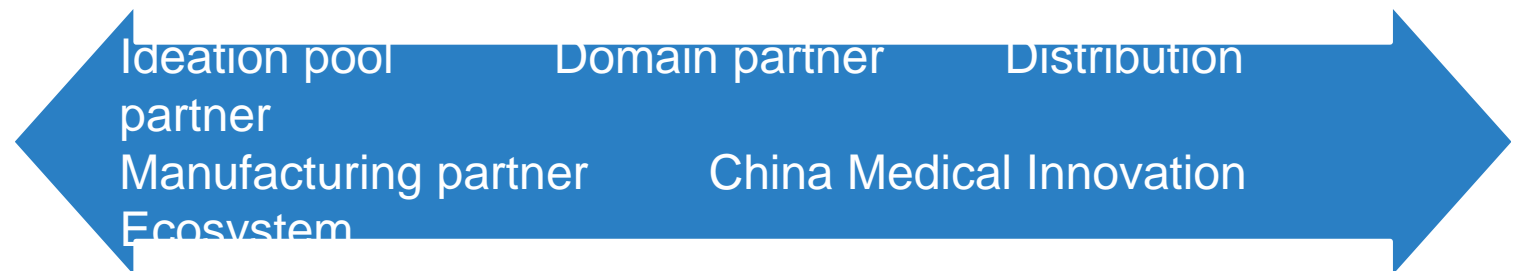 Ideation pool Domain partner Distribution
partner
Manufacturing partner China Medical Innovation
Ecosystem